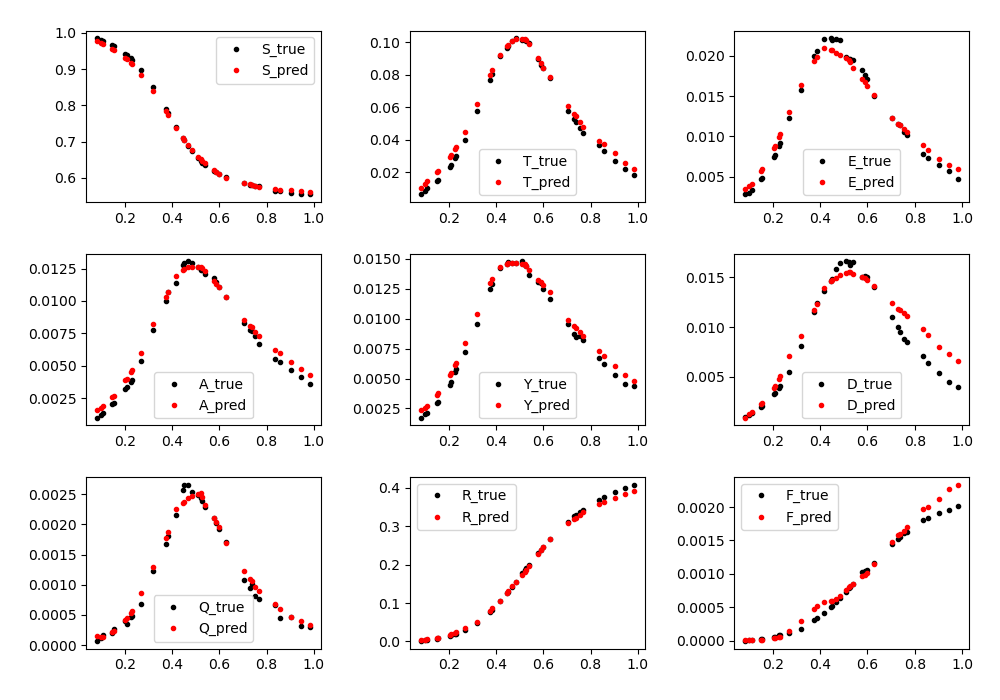 1.0
0.9
0.8
0.7
0.6
S_true
S_pred
0.2 0.4 0.6 0.8 1.0
0.10
0.08
0.06
0.04
0.02
T_true
T_pred
0.2 0.4 0.6 0.8 1.0
0.020
0.015
0.010
0.005
E_true
E_pred
0.2 0.4 0.6 0.8 1.0
0.0125
0.0100
0.0075
0.0050
0.0025
A_true
A_pred
0.2 0.4 0.6 0.8 1.0
0.0150
0.0125
0.0100
0.0075
0.0050
0.0025
Y_true
Y_pred
0.2 0.4 0.6 0.8 1.0
0.015
0.010
0.005
D_true
D_pred
0.2 0.4 0.6 0.8 1.0
0.0025
0.0020
0.0015
0.0010
0.0005
0.0000
Q_true
Q_pred
0.2 0.4 0.6 0.8 1.0
0.4
0.3
0.2
0.1
0.0
R_true
R_pred
0.2 0.4 0.6 0.8 1.0
0.0020
0.0015
0.0010
0.0005
0.0000
F_true
F_pred
0.2 0.4 0.6 0.8 1.0